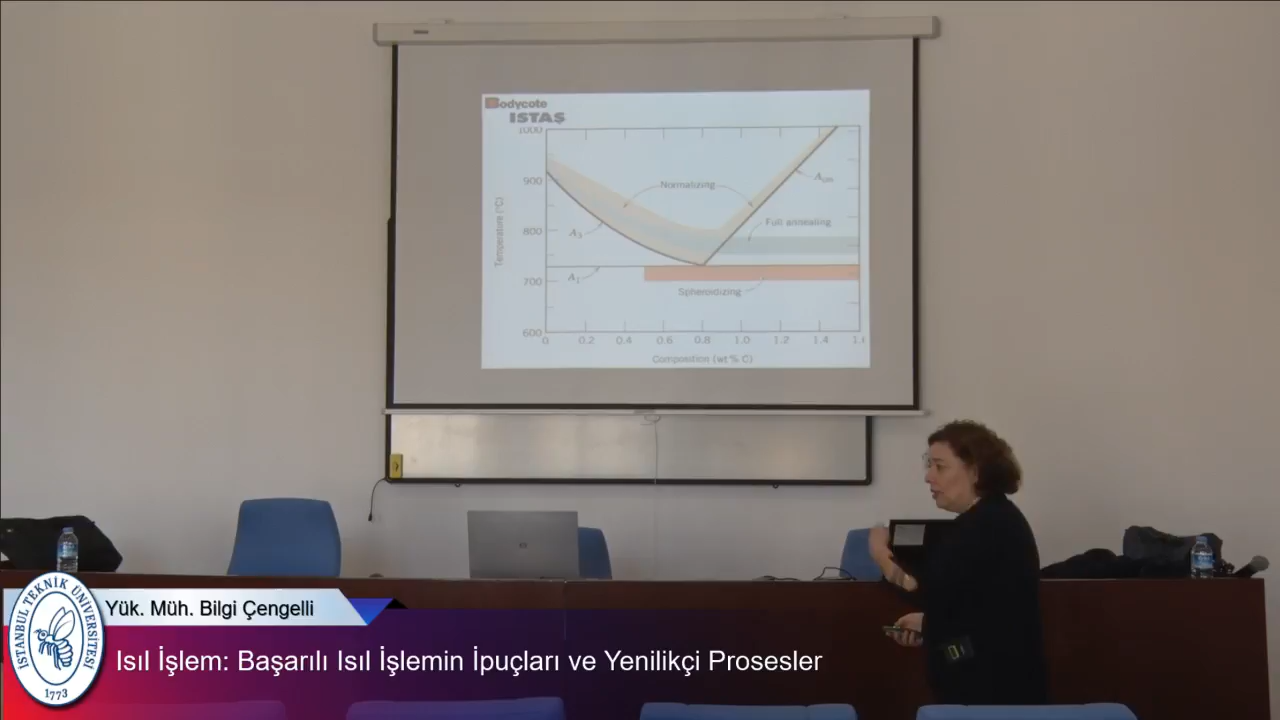 Bodycote
ISTAŞ
1000
900
800
700
600
Temperature (°C)
Normalizing
Acm
Full annealing
A3
A1
Spheroidizing
0 0.2 0.4 0.6 0.8 1.0 1.2 1.4 1.6
Composition (wt % C)
İSTANBUL TEKNİK ÜNİVERSİTESİ
1773
Yük. Müh. Bilgi Çengelli
Isıl İşlem: Başarılı Isıl İşlemin İpuçları ve Yenilikçi Prosesler